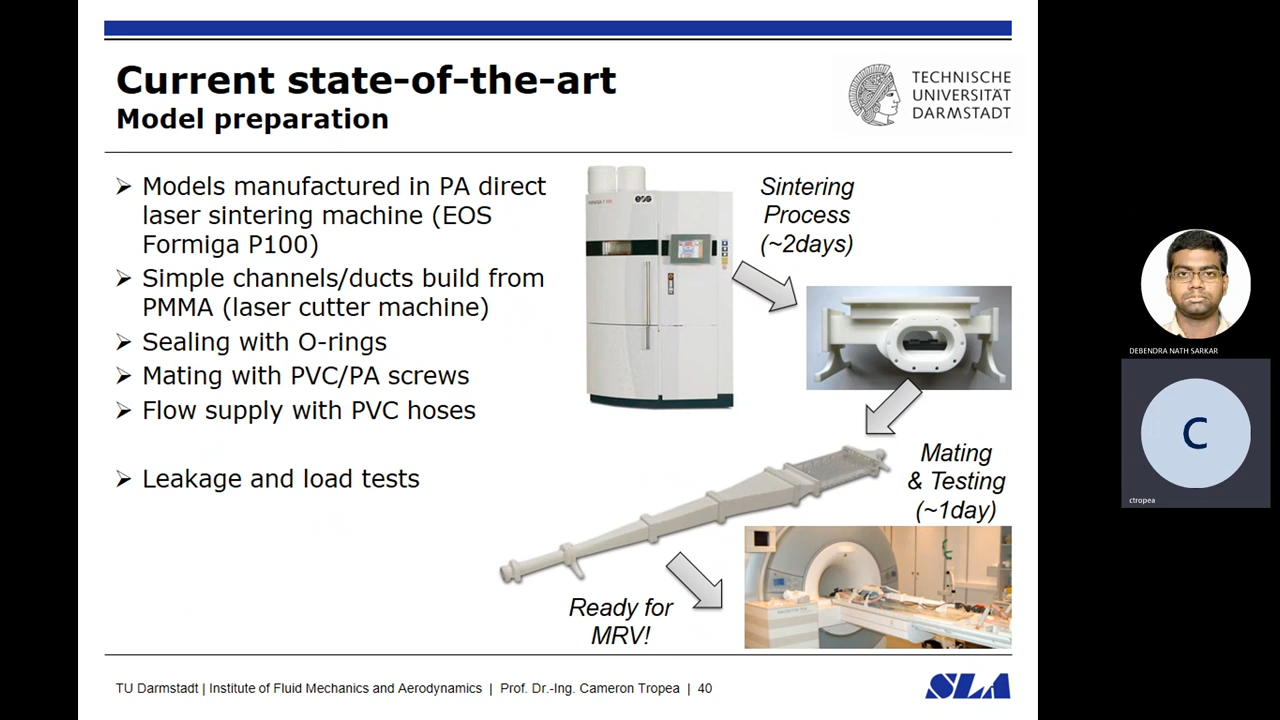 Current state-of-the-art
Model preparation
TECHNISCHE
UNIVERSITÄT
DARMSTADT
➢ Models manufactured in PA direct
laser sintering machine (EOS
Formiga P100)
➢ Simple channels/ducts build from
PMMA (laser cutter machine)
➢ Sealing with O-rings
➢ Mating with PVC/PA screws
➢ Flow supply with PVC hoses
➢ Leakage and load tests
Sintering
Process
(~2days)
Mating
& Testing
(~1day)
Ready for
MRV!
TU Darmstadt | Institute of Fluid Mechanics and Aerodynamics | Prof. Dr.-Ing. Cameron Tropea | 40
SLA
DEBENDRA NATH SARKAR
C
ctropea